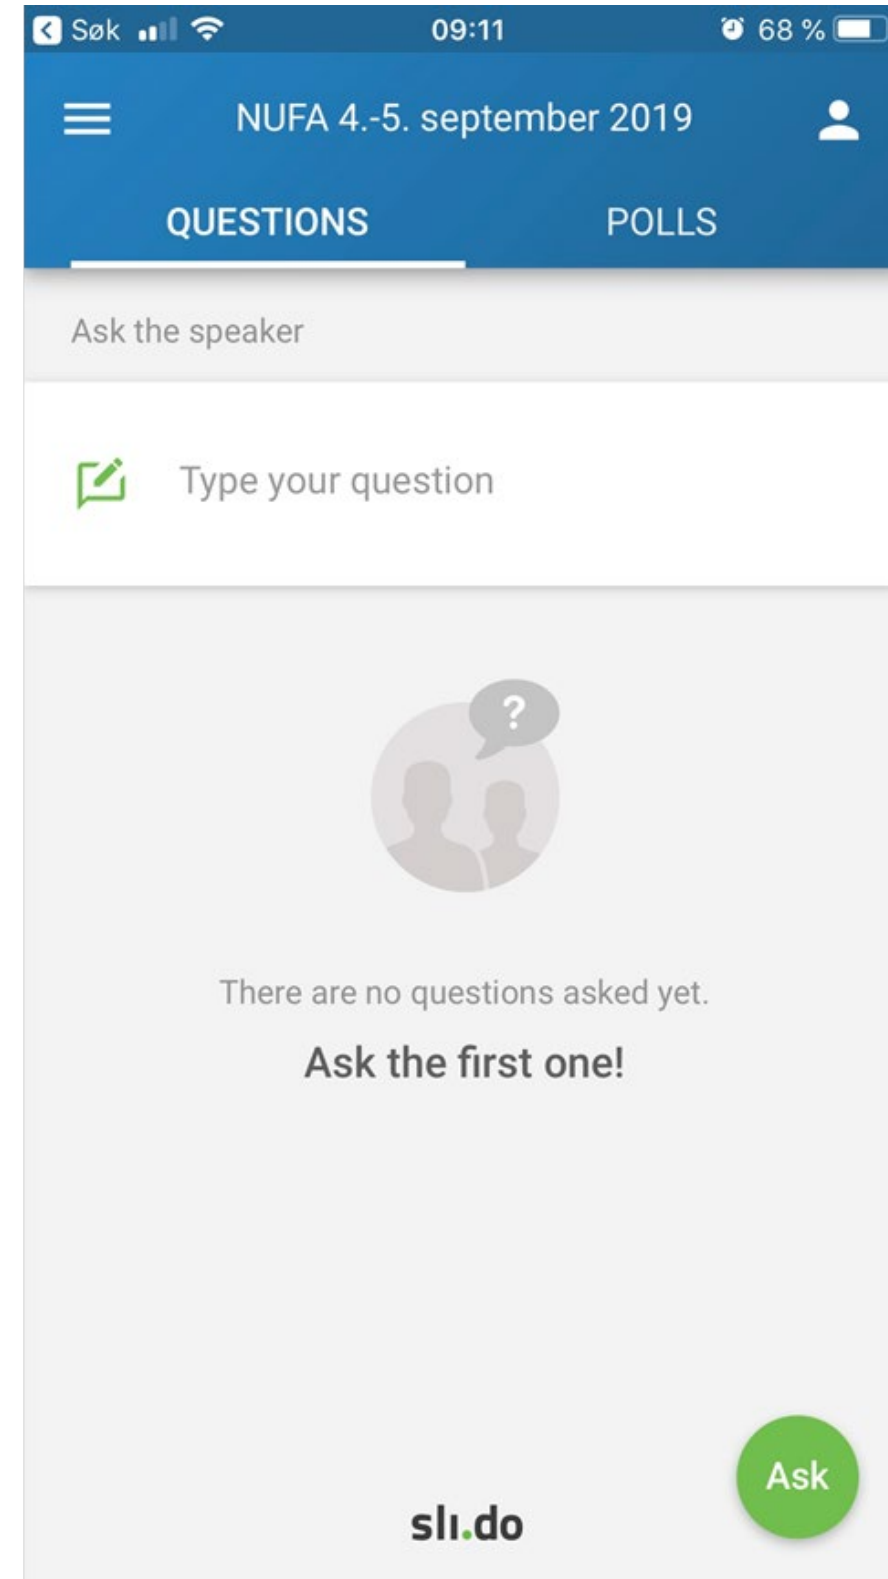 Søk 09:11 68 %
NUFA 4.-5. september 2019
QUESTIONS POLLS
Ask the speaker
Type your question
?
There are no questions asked yet.
Ask the first one!
Ask
slı.do